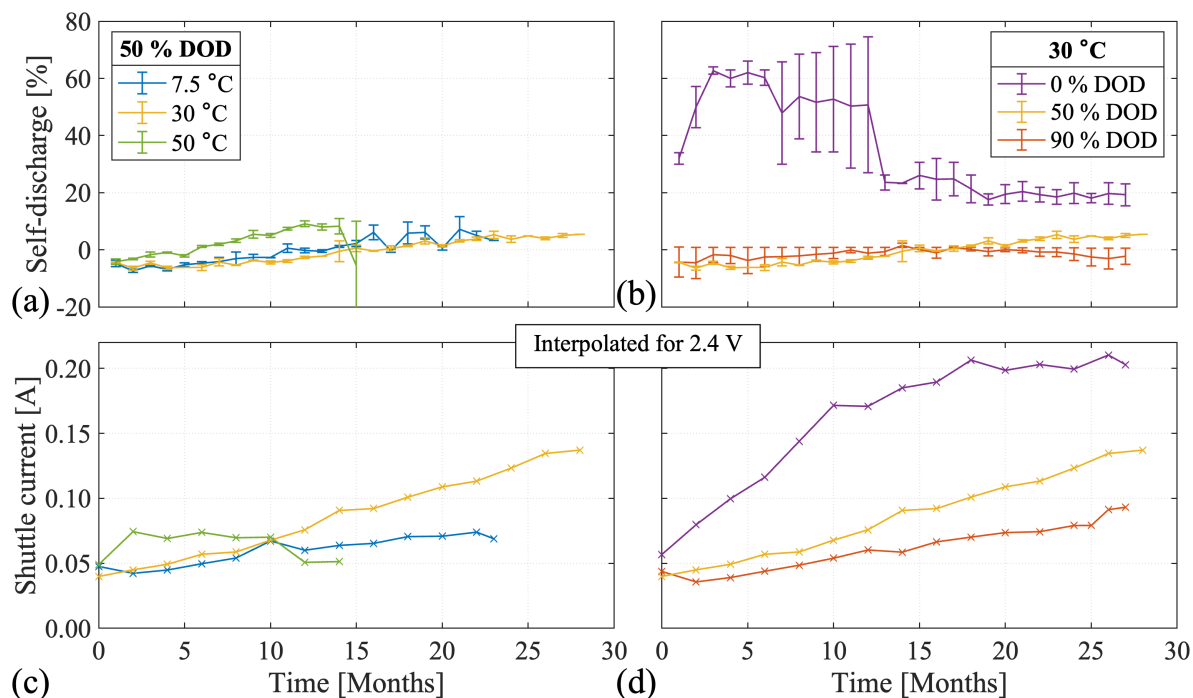 80
60
40
20
0
-20
Self-discharge [%]
50 % DOD
7.5 °C
30 °C
50 °C
(a)
30 °C
0 % DOD
50 % DOD
90 % DOD
(b)
Interpolated for 2.4 V
0.20
0.15
0.10
0.05
0.00
Shuttle current [A]
0 5 10 15 20 25 30
Time [Months]
(c)
0 5 10 15 20 25 30
Time [Months]
(d)